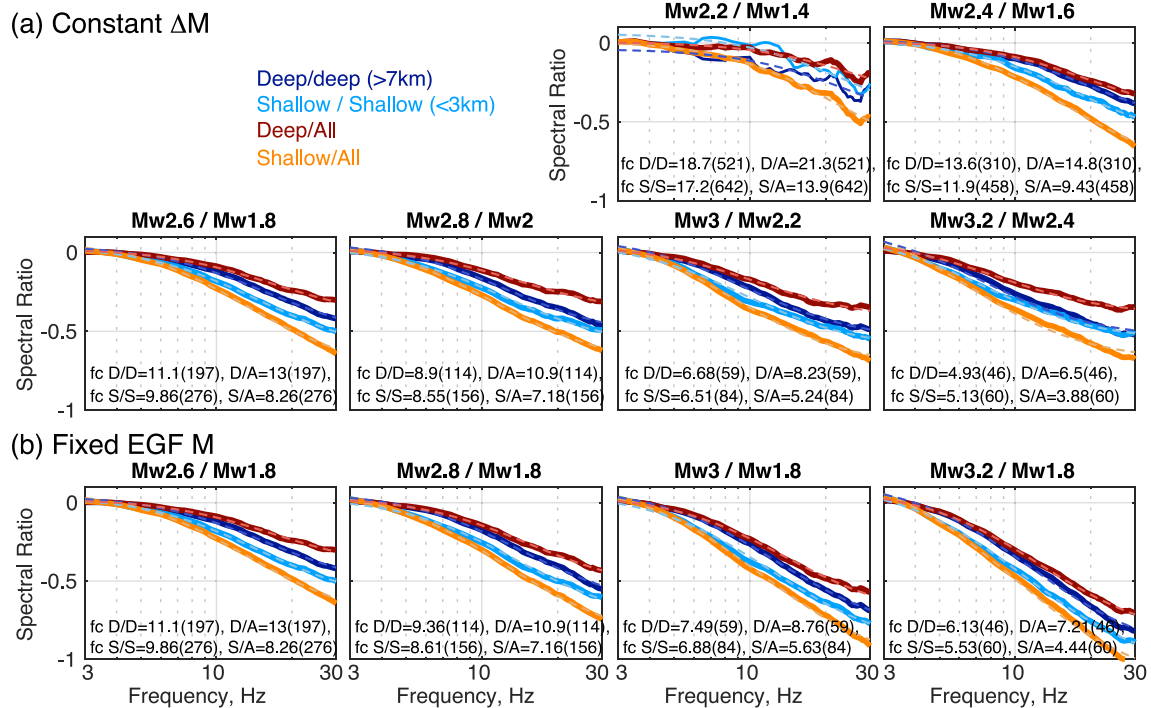 (a) Constant ΔM
Deep/deep (>7km)
Shallow / Shallow (<3km)
Deep/All
Shallow/All
Mw2.2 / Mw1.4
Mw2.4 / Mw1.6
Spectral Ratio
0
-0.5
-1
fc D/D=18.7(521), D/A=21.3(521),
fc S/S=17.2(642), S/A=13.9(642)
fc D/D=13.6(310), D/A=14.8(310),
fc S/S=11.9(458), S/A=9.43(458)
Mw2.6 / Mw1.8
Mw2.8 / Mw2
Mw3 / Mw2.2
Mw3.2 / Mw2.4
Spectral Ratio
0
-0.5
-1
fc D/D=11.1(197), D/A=13(197),
fc S/S=9.86(276), S/A=8.26(276)
fc D/D=8.9(114), D/A=10.9(114),
fc S/S=8.55(156), S/A=7.18(156)
fc D/D=6.68(59), D/A=8.23(59),
fc S/S=6.51(84), S/A=5.24(84)
fc D/D=4.93(46), D/A=6.5(46),
fc S/S=5.13(60), S/A=3.88(60)
(b) Fixed EGF M
Mw2.6 / Mw1.8
Mw2.8 / Mw1.8
Mw3 / Mw1.8
Mw3.2 / Mw1.8
Spectral Ratio
0
-0.5
-1
fc D/D=11.1(197), D/A=13(197),
fc S/S=9.86(276), S/A=8.26(276)
fc D/D=9.36(114), D/A=10.9(114),
fc S/S=8.51(156), S/A=7.16(156)
fc D/D=7.49(59), D/A=8.76(59),
fc S/S=6.88(84), S/A=5.63(84)
fc D/D=6.13(46), D/A=7.21(46),
fc S/S=5.53(60), S/A=4.44(60)
3 10 30
3 10 30
3 10 30
3 10 30
Frequency, Hz
Frequency, Hz
Frequency, Hz
Frequency, Hz